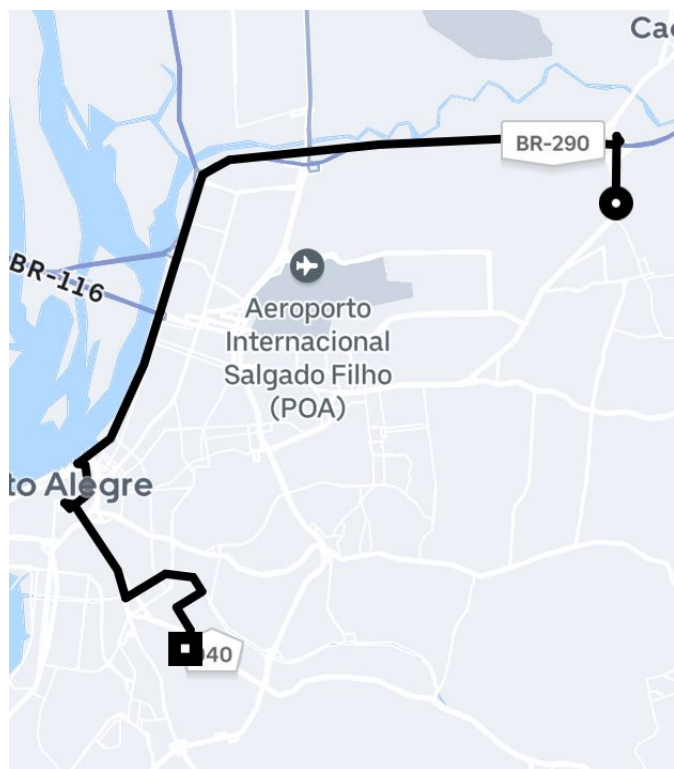 Cac
BR-290
BR-116
Aeroporto
Internacional
Salgado Filho
(POA)
to Alegre
040